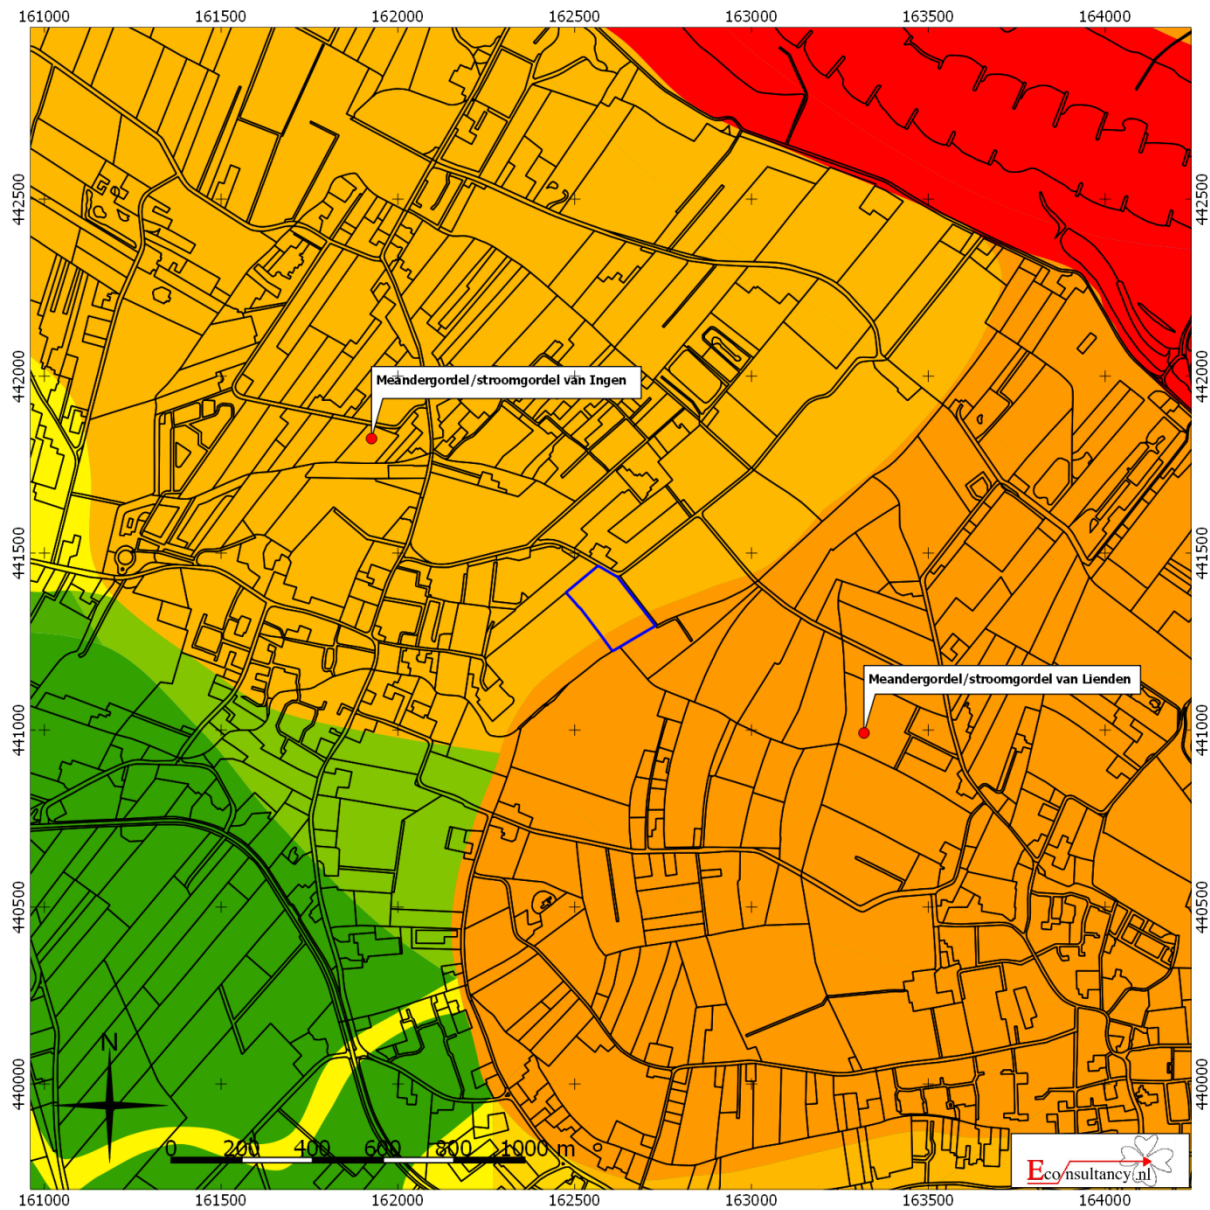 161000 161500 162000 162500 163000 163500 164000
442500 442500
442000 442000
Meandergordel/stroomgordel van Ingen
441500 441500
Meandergordel/stroomgordel van Lienden
441000 441000
440500 440500
N
440000 440000
0 200 400 600 800 1000 m
Econsultancy.nl
161000 161500 162000 162500 163000 163500 164000